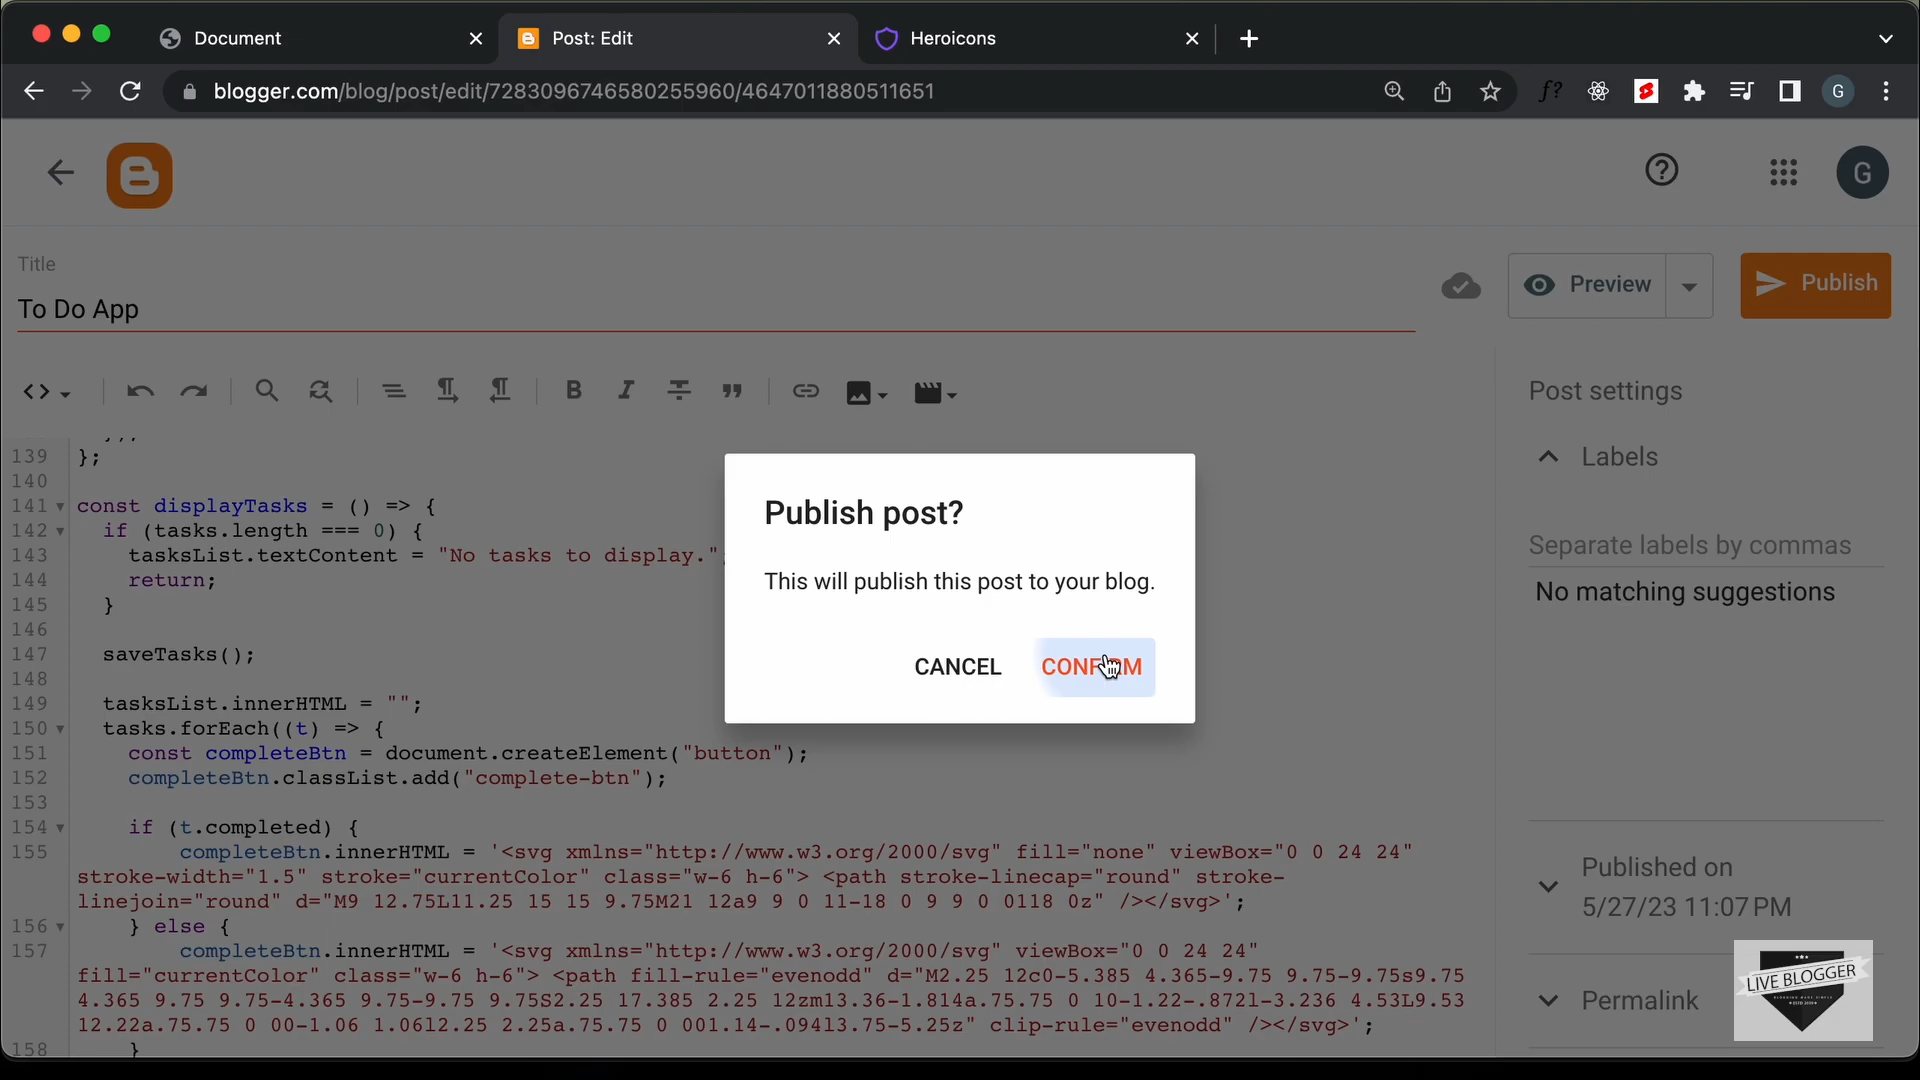 Document
Post: Edit
Heroicons
blogger.com/blog/post/edit/7283096746580255960/4647011880511651
f?
G
G
Title
To Do App
Preview
Publish
Post settings
Labels
Separate labels by commas
No matching suggestions
Published on
5/27/23 11:07 PM
Permalink
139 };
140
141 const displayTasks = () => {
142 if (tasks.length === 0) {
143 tasksList.textContent = "No tasks to display."
144 return;
145 }
146
147 saveTasks();
148
149 tasksList.innerHTML = "";
150 tasks.forEach((t) => {
151 const completeBtn = document.createElement("button");
152 completeBtn.classList.add("complete-btn");
153
154 if (t.completed) {
155 completeBtn.innerHTML = '<svg xmlns="http://www.w3.org/2000/svg" fill="none" viewBox="0 0 24 24"
stroke-width="1.5" stroke="currentColor" class="w-6 h-6"> <path stroke-linecap="round" stroke-
linejoin="round" d="M9 12.75L11.25 15 15 9.75M21 12a9 9 0 11-18 0 9 9 0 0118 0z" /></svg>';
156 } else {
157 completeBtn.innerHTML = '<svg xmlns="http://www.w3.org/2000/svg" viewBox="0 0 24 24"
fill="currentColor" class="w-6 h-6"> <path fill-rule="evenodd" d="M2.25 12c0-5.385 4.365-9.75 9.75-9.75s9.75
4.365 9.75 9.75-4.365 9.75-9.75 9.75S2.25 17.385 2.25 12zm13.36-1.814a.75.75 0 10-1.22-.872l-3.236 4.53L9.53
12.22a.75.75 0 00-1.06 1.06l2.25 2.25a.75.75 0 001.14-.094l3.75-5.25z" clip-rule="evenodd" /></svg>';
158 }
Publish post?
This will publish this post to your blog.
CANCEL
CONFIRM
LIVE BLOGGER